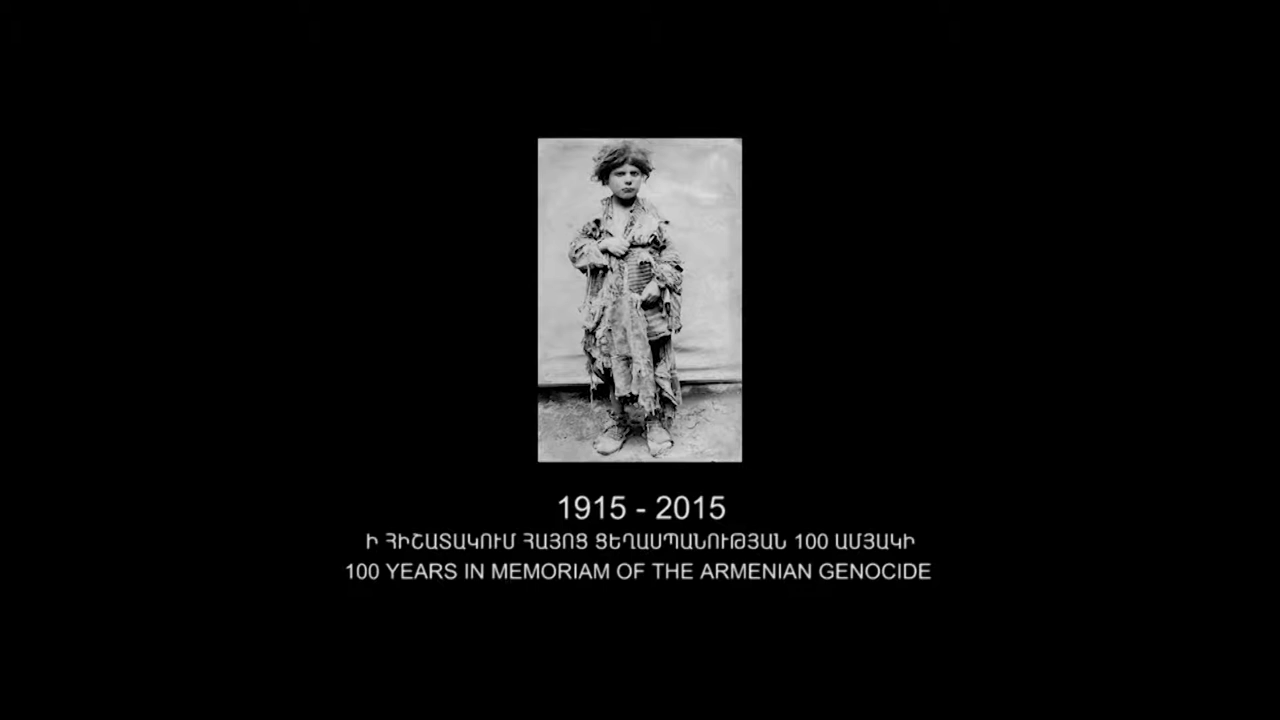 1915 - 2015
Ի ՀԻՇԱՏԱԿՈՒՄ ՀԱՅՈՑ ՑԵՂԱՍՊԱՆՈՒԹՅԱՆ 100 ԱՄՅԱԿԻ
100 YEARS IN MEMORIAM OF THE ARMENIAN GENOCIDE